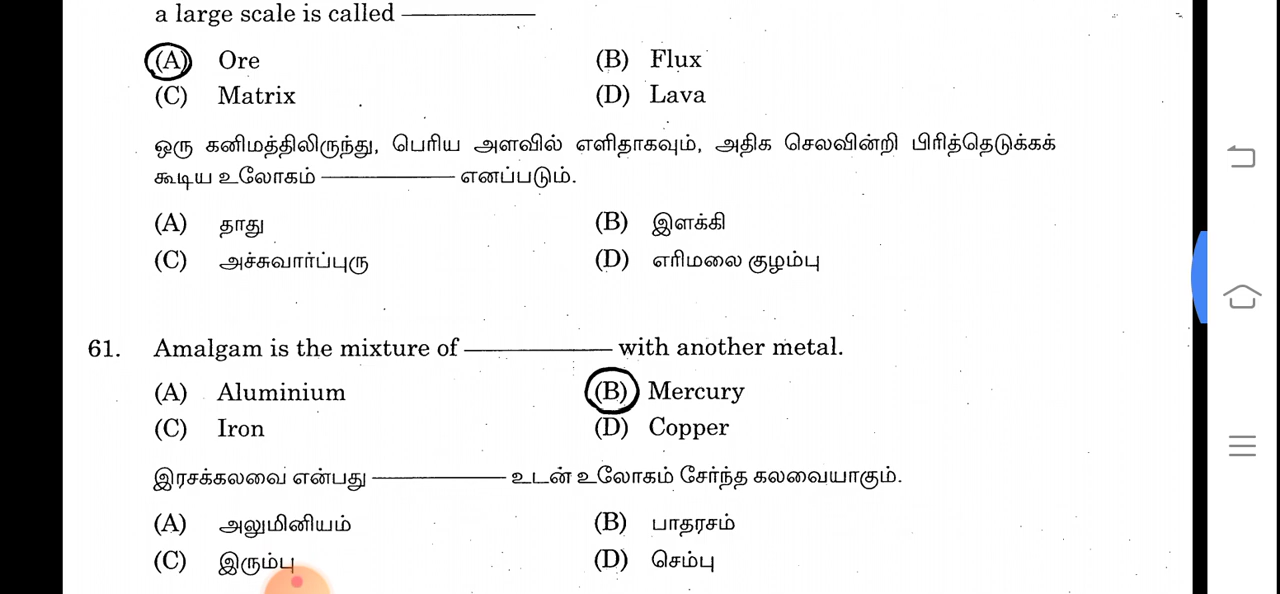 a large scale is called
(A) Ore (B) Flux
(C) Matrix (D) Lava
ஒரு கனிமத்திலிருந்து, பெரிய அளவில் எளிதாகவும், அதிக செலவின்றி பிரித்தெடுக்கக்
கூடிய உலோகம் ———— எனப்படும்.
(A) தாது (B) இளக்கி
(C) அச்சுவார்ப்புரு (D) எரிமலை குழம்பு
61. Amalgam is the mixture of ———— with another metal.
(A) Aluminium (B) Mercury
(C) Iron (D) Copper
இரசக்கலவை என்பது ———— உடன் உலோகம் சேர்ந்த கலவையாகும்.
(A) அலுமினியம் (B) பாதரசம்
(C) இரும்பு (D) செம்பு